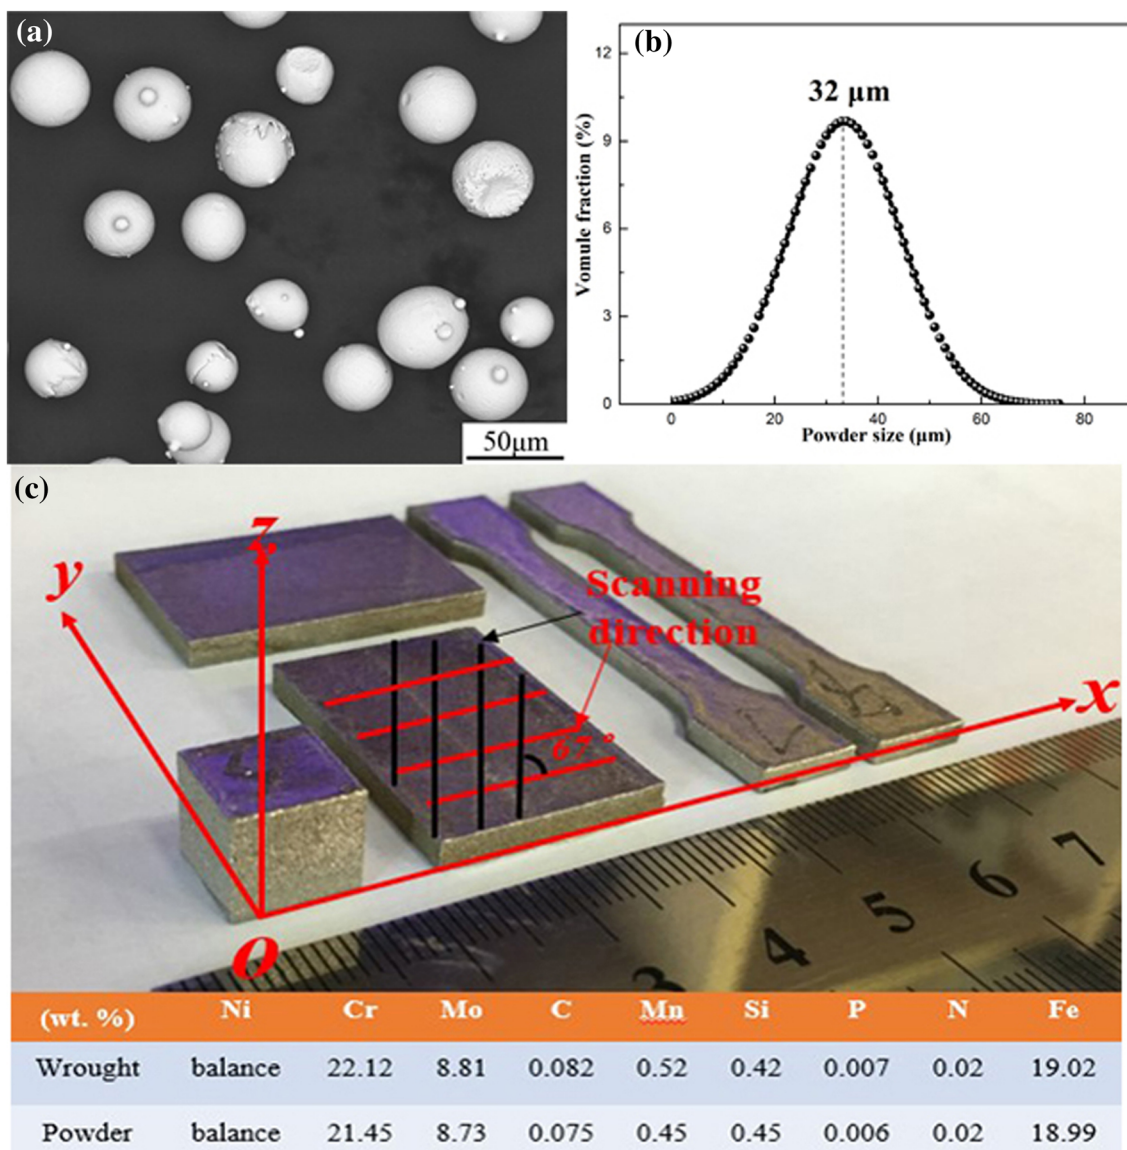 (a)
50μm
(b)
32 μm
12
9
6
3
0
Vomule fraction (%)
0 20 40 60 80
Powder size (μm)
(c)
z
y
x
o
Scanning
direction
67°
3 4 5 6 7
(wt. %) Ni Cr Mo C Mn Si P N Fe
Wrought balance 22.12 8.81 0.082 0.52 0.42 0.007 0.02 19.02
Powder balance 21.45 8.73 0.075 0.45 0.45 0.006 0.02 18.99